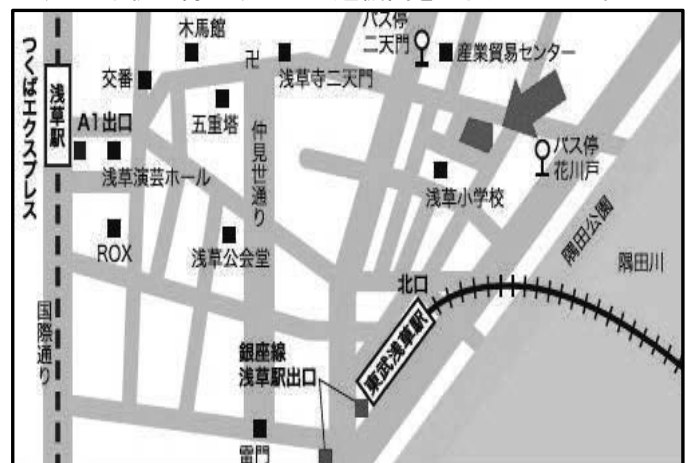 木馬館
バス停
二天門
産業貿易センター
卍
浅草寺二天門
交番
つくばエクスプレス
浅草駅
A1出口
五重塔
仲見世通り
バス停
花川戸
浅草演芸ホール
浅草小学校
ROX
浅草公会堂
隅田公園
隅田川
北口
国際通り
東武浅草駅
銀座線
浅草駅出口
雷門